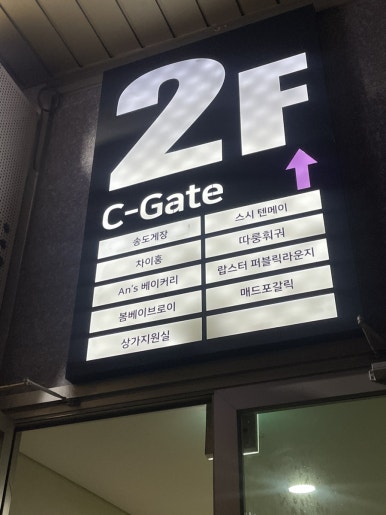 2F
C-Gate
송도게장
차이홍
An's 베이커리
봄베이브로이
상가지원실
스시 텐메이
따룽훠궈
랍스터 퍼블릭라운지
매드포갈릭